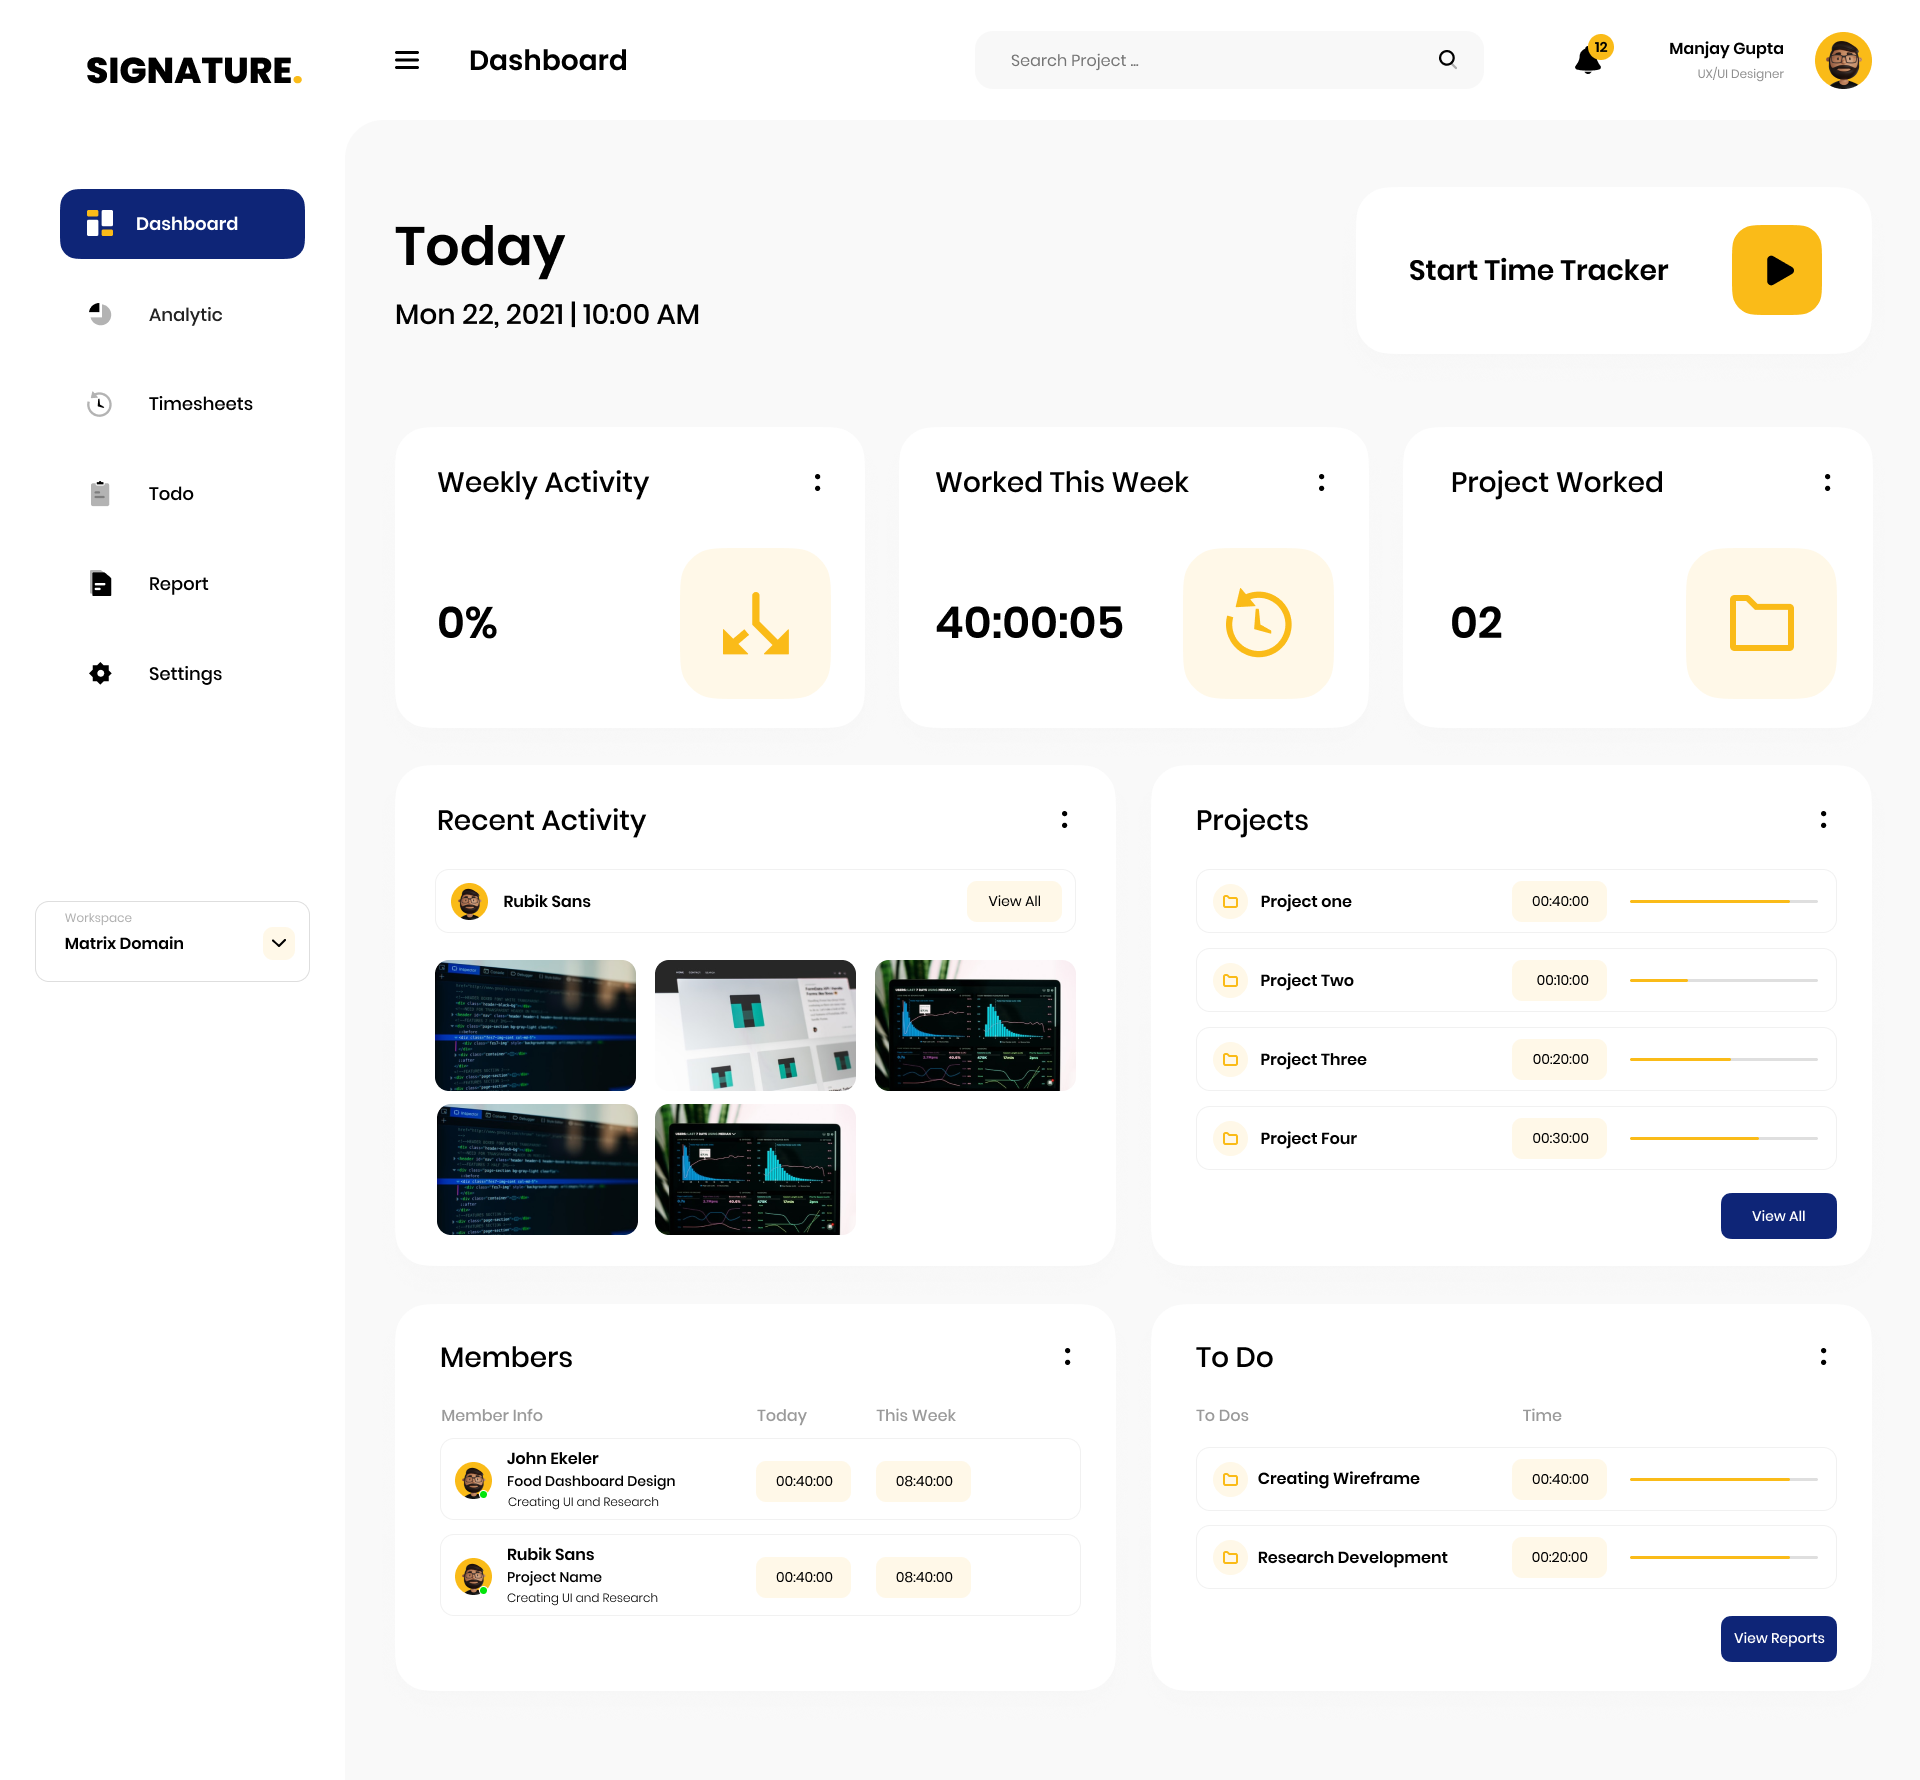 SIGNATURE.
Dashboard
Search Project ...
12
Manjay Gupta
UX/UI Designer
Dashboard
Analytic
Timesheets
Todo
Report
Settings
Workspace
Matrix Domain
Today
Mon 22, 2021 | 10:00 AM
Start Time Tracker
Weekly Activity
0%
Worked This Week
40:00:05
Project Worked
02
Recent Activity
Rubik Sans
View All
Projects
Project one
00:40:00
Project Two
00:10:00
Project Three
00:20:00
Project Four
00:30:00
View All
Members
Member Info
Today
This Week
John Ekeler
Food Dashboard Design
Creating UI and Research
00:40:00
08:40:00
Rubik Sans
Project Name
Creating UI and Research
00:40:00
08:40:00
To Do
To Dos
Time
Creating Wireframe
00:40:00
Research Development
00:20:00
View Reports